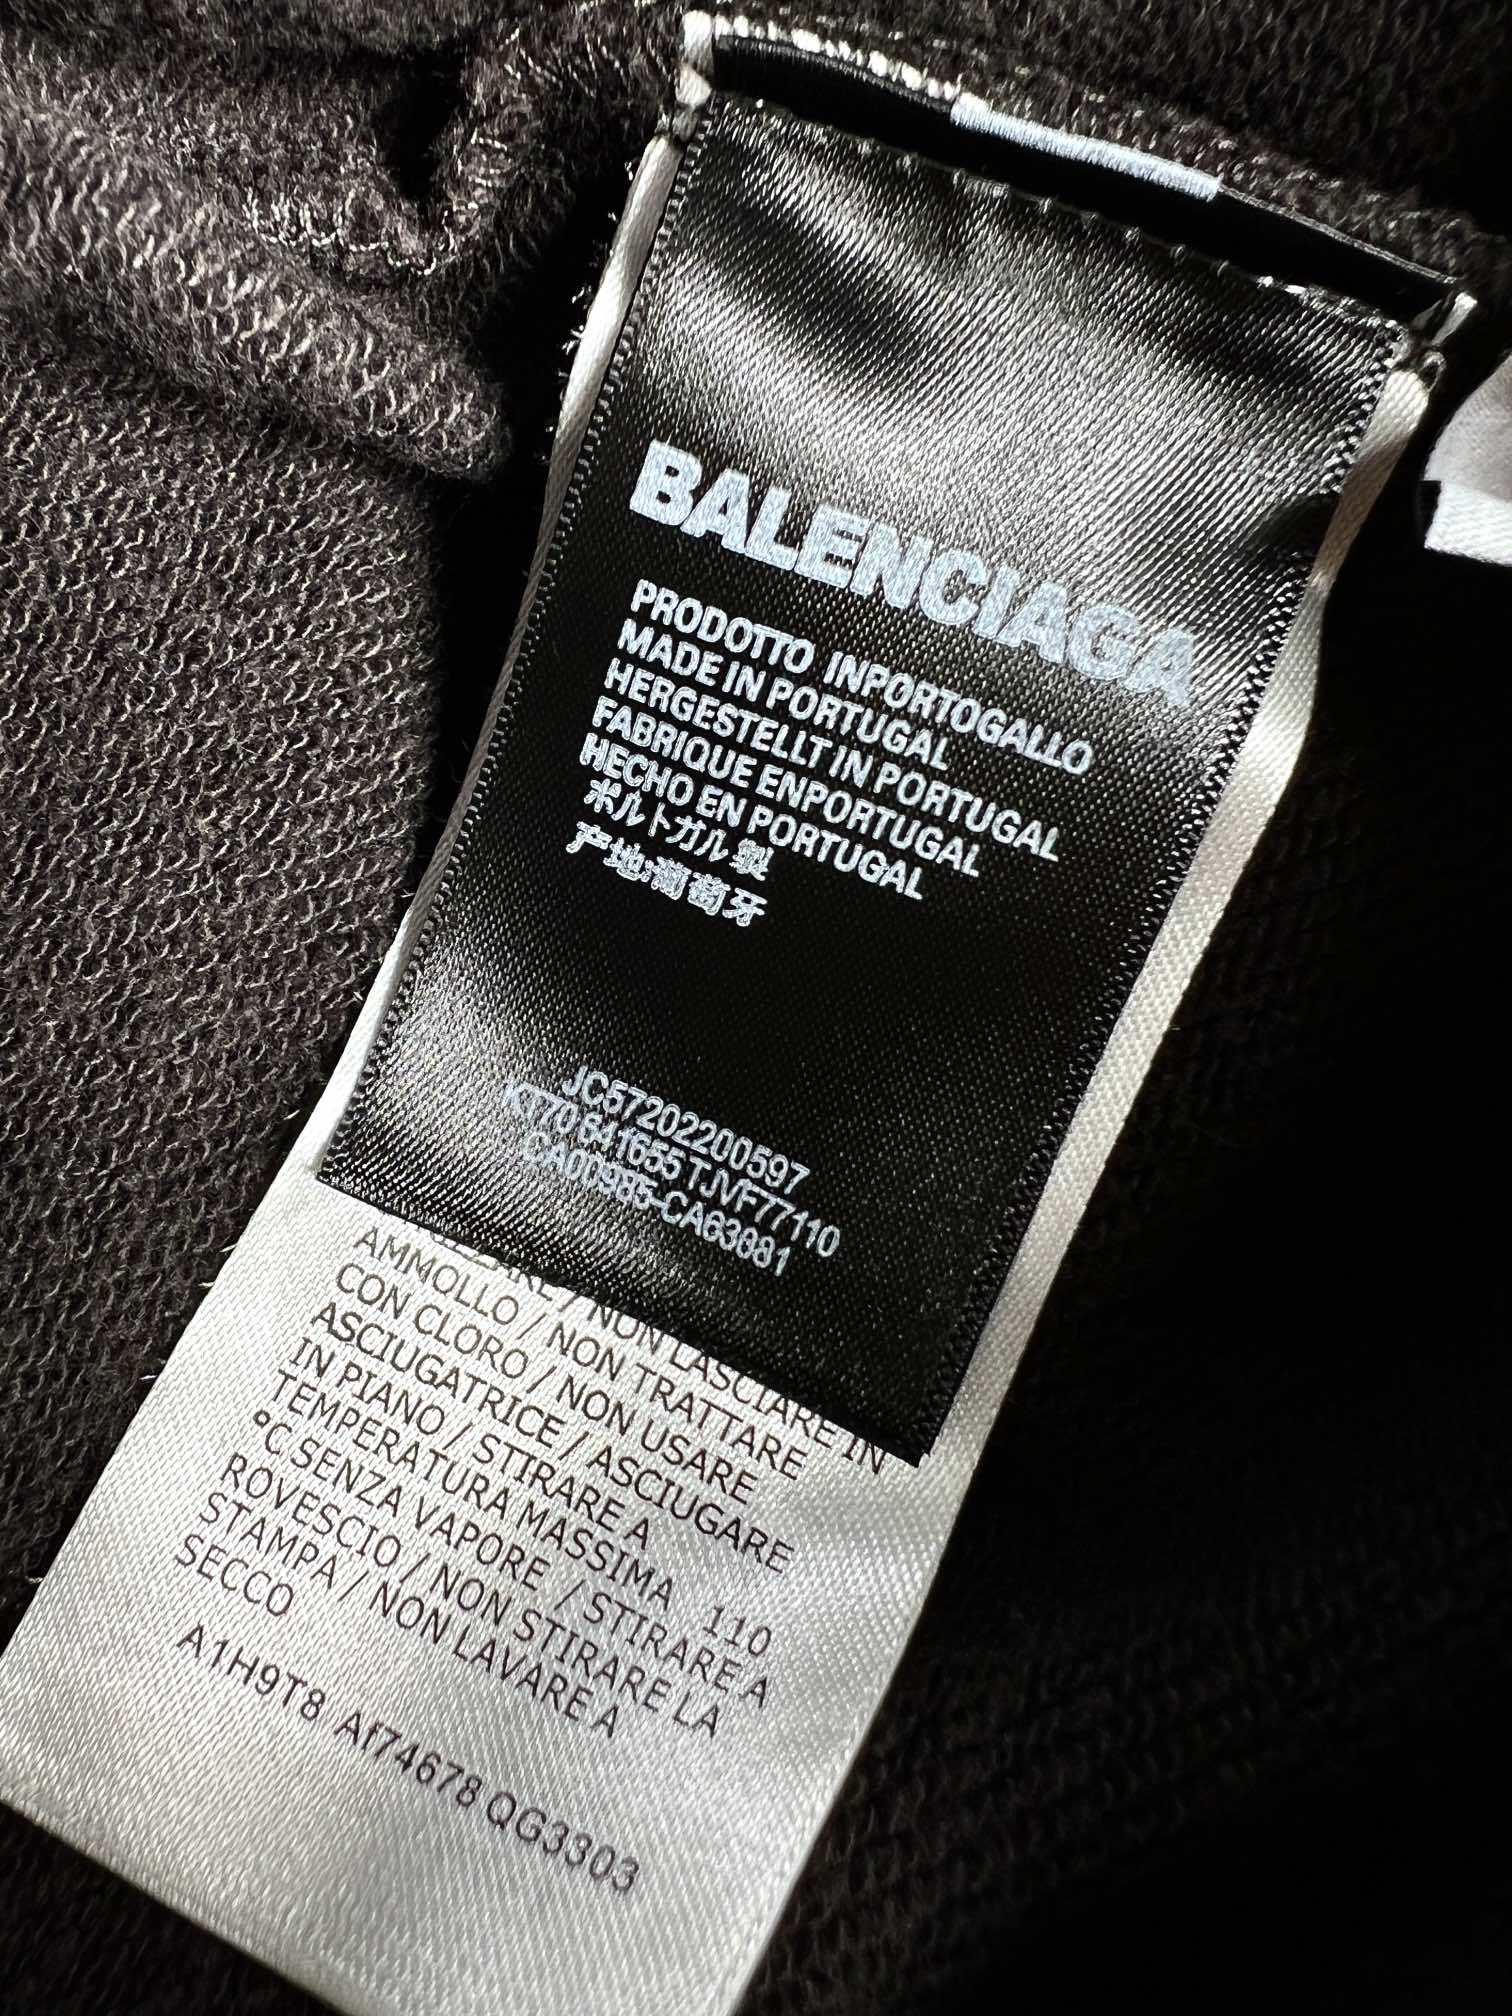 BALENCIAGA
PRODOTTO INPORTOGALLO
MADE IN PORTUGAL
HERGESTELLT IN PORTUGAL
FABRIQUE ENPORTUGAL
HECHO EN PORTUGAL
ポルトガル製
产地:葡萄牙
JC57202200597
KT70 641655 TJVF77110
CA00985-CA63881
/ NON LASCIARE IN
AMMOLLO / NON TRATTARE
CON CLORO / NON USARE
ASCIUGATRICE / ASCIUGARE
IN PIANO / STIRARE A
TEMPERATURA MASSIMA 110
°C SENZA VAPORE / STIRARE A
ROVESCIO / NON STIRARE LA
STAMPA / NON LAVARE A
SECCO
A1H9T8 Af74678 QG3303